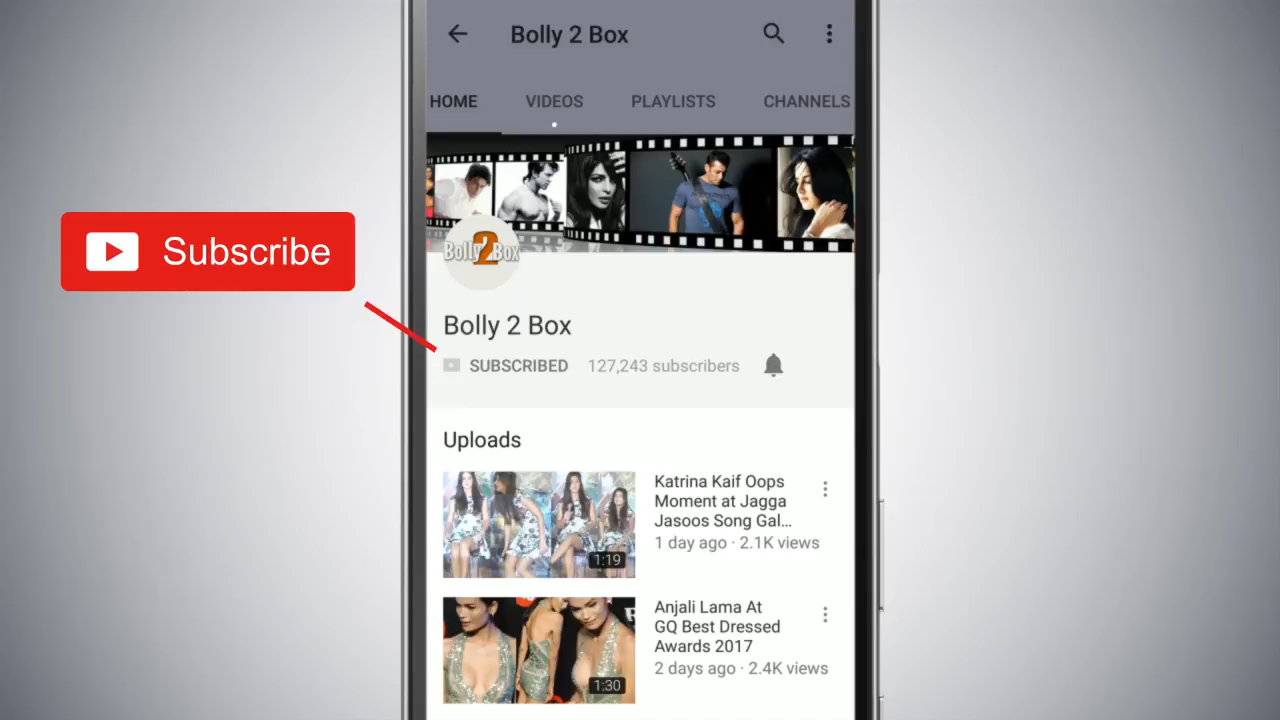 Bolly 2 Box
HOME VIDEOS PLAYLISTS CHANNELS
Bolly2Box
Subscribe
Bolly 2 Box
SUBSCRIBED 127,243 subscribers
Uploads
Katrina Kaif Oops
Moment at Jagga
Jasoos Song Gal...
1 day ago · 2.1K views
1:19
Anjali Lama At
GQ Best Dressed
Awards 2017
2 days ago · 2.4K views
1:30